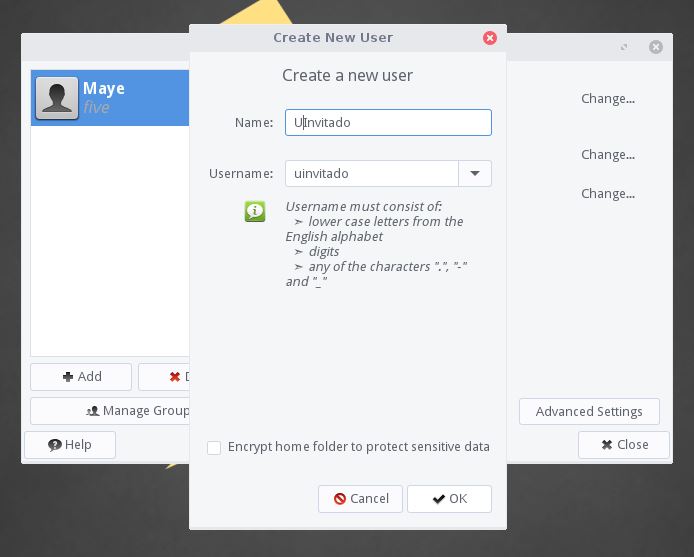 Create New User
Create a new user
Maye
five
Name:
UInvitado
Username:
uinvitado
Username must consist of:
➣ lower case letters from the
English alphabet
➣ digits
➣ any of the characters ".", "-"
and "_"
Change...
Change...
Change...
Add
Manage Group
Advanced Settings
Help
Encrypt home folder to protect sensitive data
Close
Cancel
OK